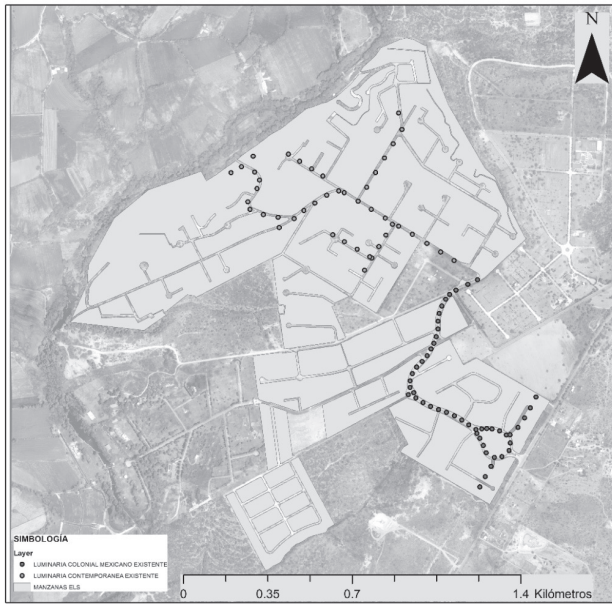 N
SIMBOLOGÍA
Layer
LUMINARIA COLONIAL MEXICANO EXISTENTE
LUMINARIA CONTEMPORANEA EXISTENTE
MANZANAS ELS
0 0.35 0.7 1.4 Kilómetros